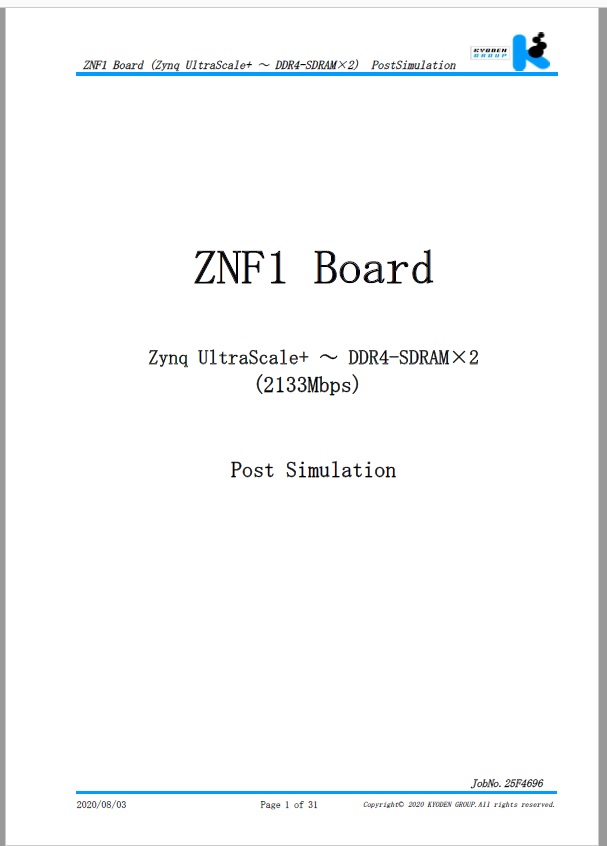 KYODEN
GROUP
ZNF1 Board (Zynq UltraScale+ ～ DDR4-SDRAM×2) PostSimulation
ZNF1 Board
Zynq UltraScale+ ～ DDR4-SDRAM×2
(2133Mbps)
Post Simulation
JobNo. 25F4696
2020/08/03 Page 1 of 31 Copyright© 2020 KYODEN GROUP. All rights reserved.